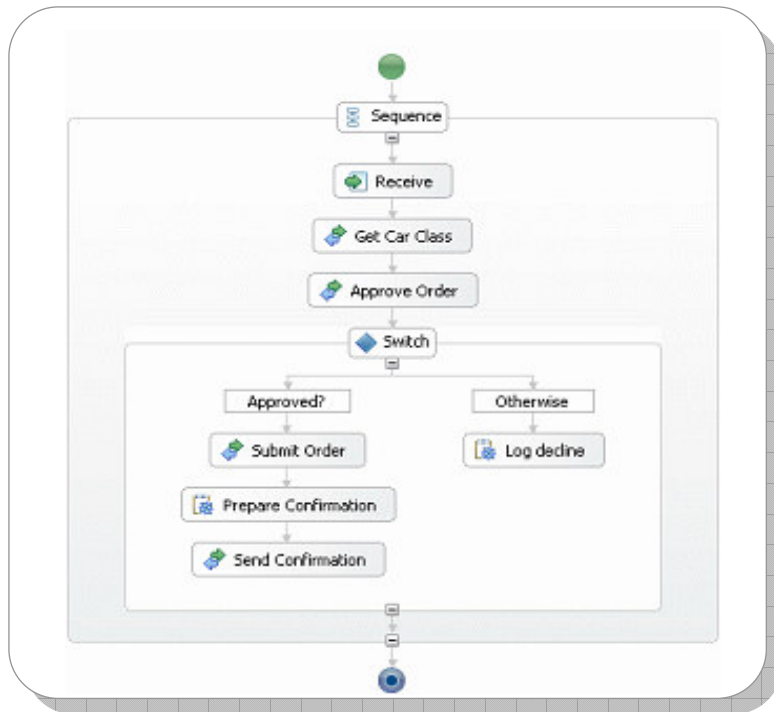 Sequence
Receive
Get Car Class
Approve Order
Switch
Approved?
Otherwise
Submit Order
Log decline
Prepare Confirmation
Send Confirmation